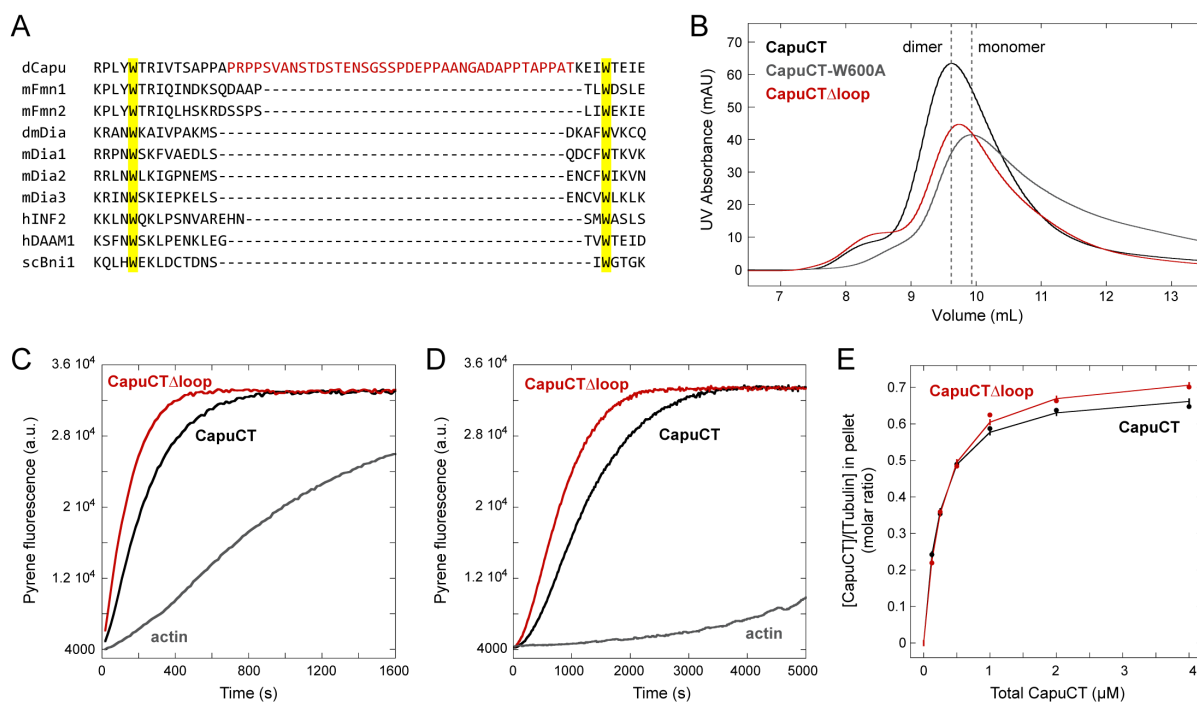 A
dCapu RPLYWTRIVTSAPPAPRPPSVANSTDSTENSGSSPDEPPAANGADAPPTAPPATKEIWTEIE
mFmn1 KPLYWTRIQINDKSQDAAP------------------------------------TLWDSLE
mFmn2 KPLYWTRIQLHSKRDSSPS------------------------------------LIWEKIE
dmDia KRANWKAIVPAKMS---------------------------------------DKAFWVKCQ
mDia1 RRPNWSKFVAEDLS---------------------------------------QDCFWTKVK
mDia2 RRLNWLKIGPNEMS---------------------------------------ENCFWIKVN
mDia3 KRINWSKIEPKELS---------------------------------------ENCVWLKLK
hINF2 KKLNWQKLPSNVAREHN--------------------------------------SMWASLS
hDAAM1 KSFNWSKLPENKLEG----------------------------------------TVWTEID
scBni1 KQLHWEKLDCTDNS------------------------------------------IWGTGK
B
CapuCT
CapuCT-W600A
CapuCTΔloop
dimer
monomer
UV Absorbance (mAU)
70
60
50
40
30
20
10
0
7 8 9 10 11 12 13
Volume (mL)
C
CapuCTΔloop
CapuCT
actin
Pyrene fluorescence (a.u.)
3.6 10⁴
2.8 10⁴
2 10⁴
1.2 10⁴
4000
0 400 800 1200 1600
Time (s)
D
CapuCTΔloop
CapuCT
actin
Pyrene fluorescence (a.u.)
3.6 10⁴
2.8 10⁴
2 10⁴
1.2 10⁴
4000
0 1000 2000 3000 4000 5000
Time (s)
E
CapuCTΔloop
CapuCT
[CapuCT]/[Tubulin] in pellet
(molar ratio)
0.7
0.6
0.5
0.4
0.3
0.2
0.1
0
0 1 2 3 4
Total CapuCT (µM)